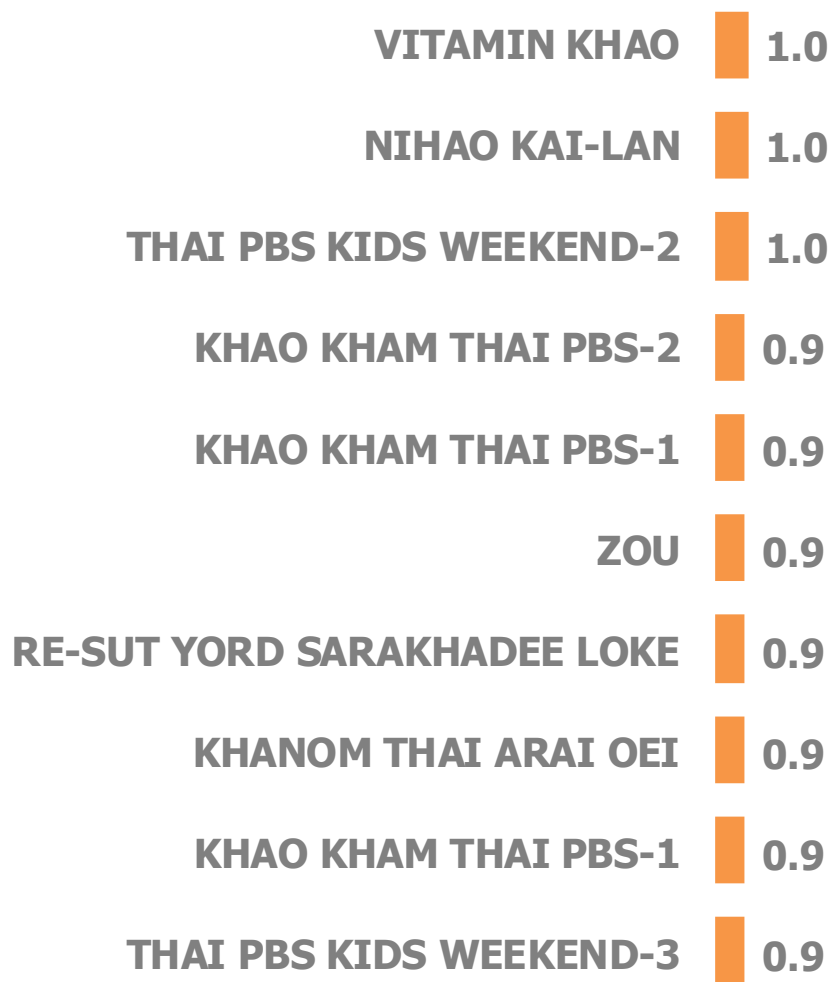 VITAMIN KHAO 1.0
NIHAO KAI-LAN 1.0
THAI PBS KIDS WEEKEND-2 1.0
KHAO KHAM THAI PBS-2 0.9
KHAO KHAM THAI PBS-1 0.9
ZOU 0.9
RE-SUT YORD SARAKHADEE LOKE 0.9
KHANOM THAI ARAI OEI 0.9
KHAO KHAM THAI PBS-1 0.9
THAI PBS KIDS WEEKEND-3 0.9